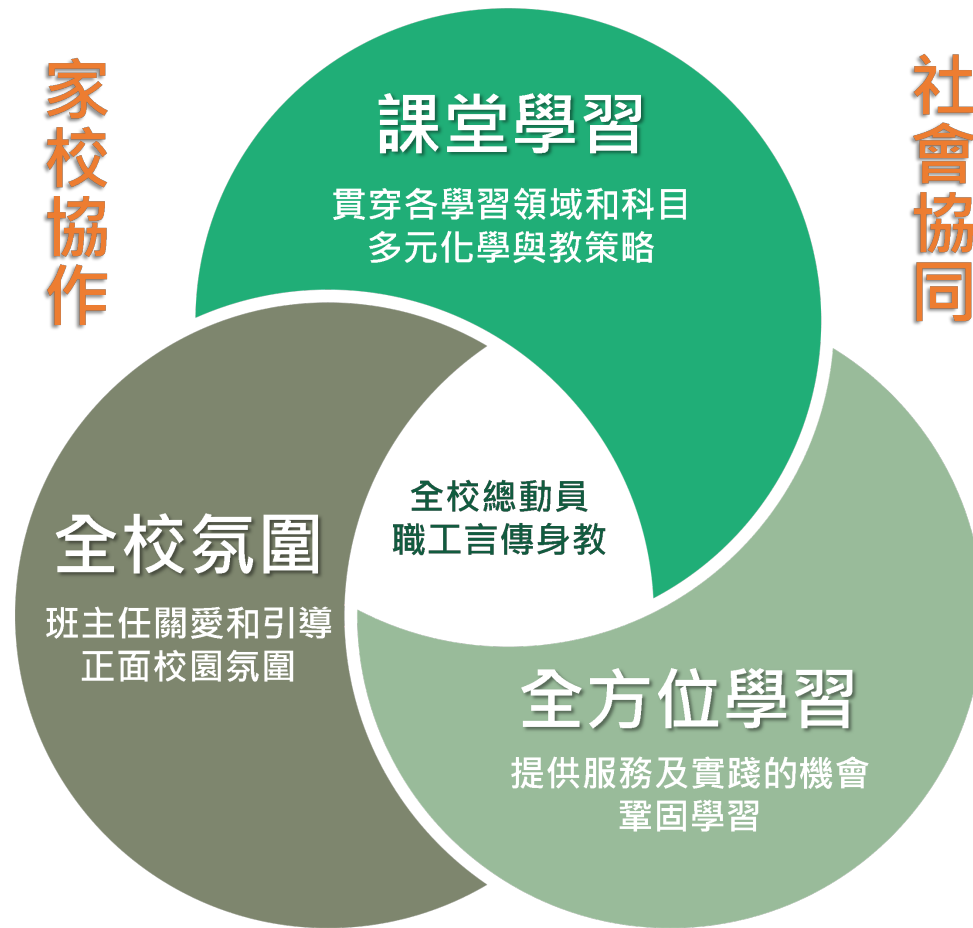 家校協作
社會協同
課堂學習
貫穿各學習領域和科目
多元化學與教策略
全校總動員
職工言傳身教
全校氛圍
班主任關愛和引導
正面校園氛圍
全方位學習
提供服務及實踐的機會
鞏固學習